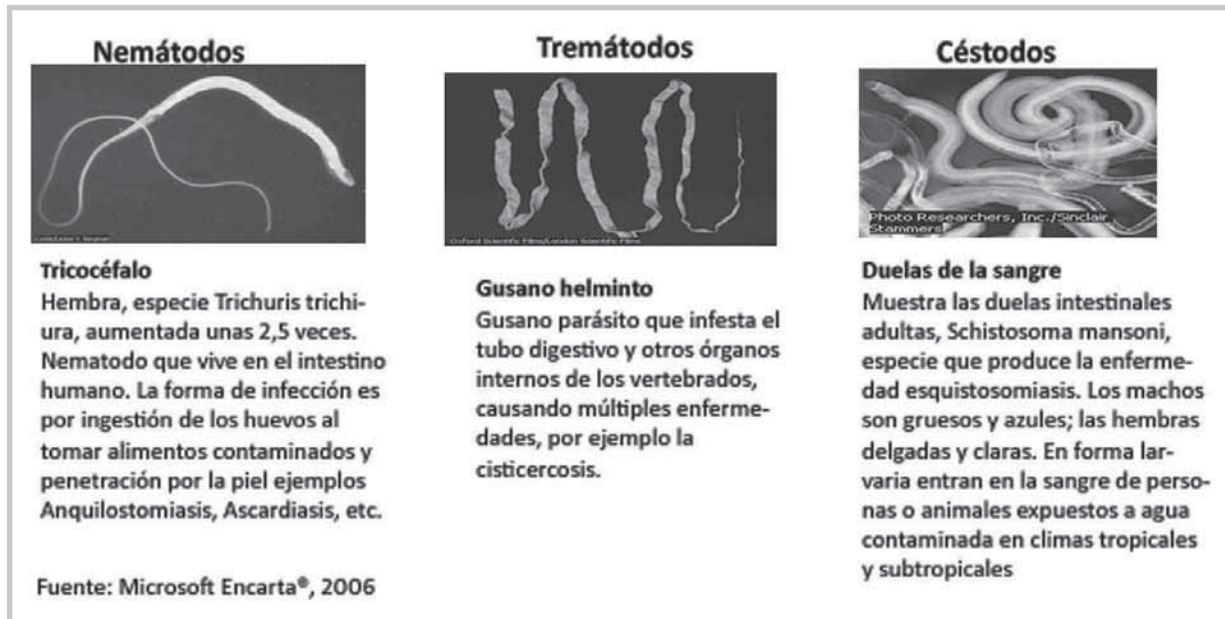 Nemátodos
Tremátodos
Céstodos
Oxford Scientific Films/London Scientific Films
Photo Researchers, Inc./Sinclair
Stammers
Tricocéfalo
Hembra, especie Trichuris trichi-
ura, aumentada unas 2,5 veces.
Nematodo que vive en el intestino
humano. La forma de infección es
por ingestión de los huevos al
tomar alimentos contaminados y
penetración por la piel ejemplos
Anquilostomiasis, Ascardiasis, etc.
Gusano helminto
Gusano parásito que infesta el
tubo digestivo y otros órganos
internos de los vertebrados,
causando múltiples enferme-
dades, por ejemplo la
cisticercosis.
Duelas de la sangre
Muestra las duelas intestinales
adultas, Schistosoma mansoni,
especie que produce la enferme-
dad esquistosomiasis. Los machos
son gruesos y azules; las hembras
delgadas y claras. En forma lar-
varia entran en la sangre de perso-
nas o animales expuestos a agua
contaminada en climas tropicales
y subtropicales
Fuente: Microsoft Encarta®, 2006